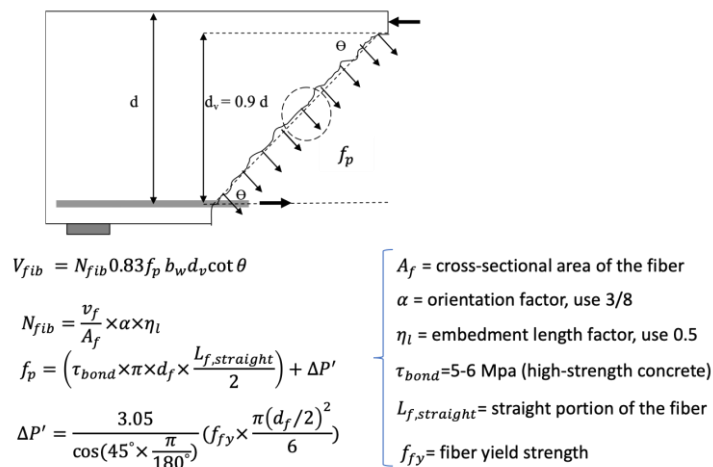 d
dᵥ= 0.9 d
Ө
Ө
f_p
V_fib = N_fib 0.83 f_p b_w d_v cot θ
N_fib = v_f / A_f × α × η_l
f_p = (τ_bond × π × d_f × L_f,straight / 2) + ΔP′
ΔP′ = 3.05 / cos(45° × π / 180°) (f_fy × π(d_f/2)² / 6)
A_f = cross-sectional area of the fiber
α = orientation factor, use 3/8
η_l = embedment length factor, use 0.5
τ_bond=5-6 Mpa (high-strength concrete)
L_f,straight= straight portion of the fiber
f_fy= fiber yield strength